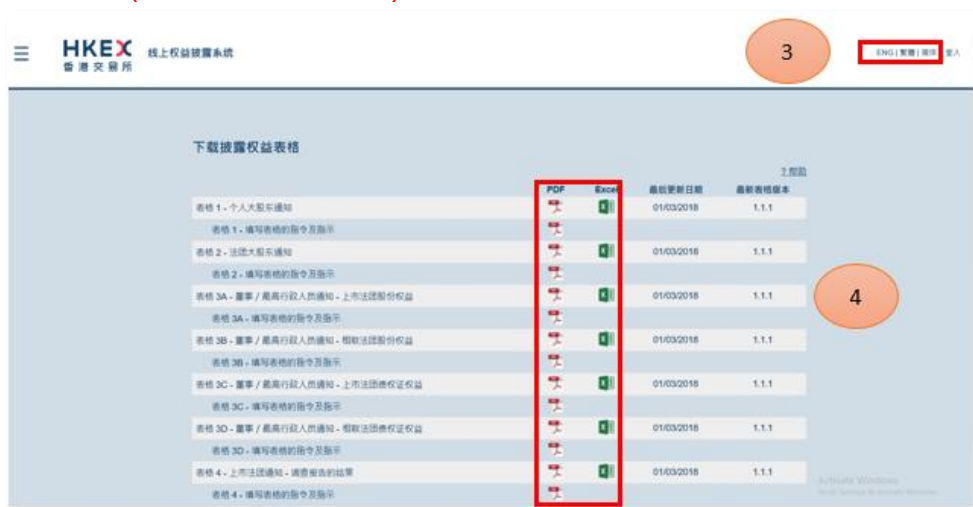 HKEX 线上权益披露系统
香港交易所
3
ENG | 繁體 | 简体 登入
下载披露权益表格
? 帮助
PDF Excel 最后更新日期 最新表格版本
表格 1 - 个人大股东通知 01/03/2018 1.1.1
表格 1 - 填写表格的指令及指示
表格 2 - 法团大股东通知 01/03/2018 1.1.1
表格 2 - 填写表格的指令及指示
表格 3A - 董事 / 最高行政人员通知 - 上市法团股份权益 01/03/2018 1.1.1
4
表格 3A - 填写表格的指令及指示
表格 3B - 董事 / 最高行政人员通知 - 相联法团股份权益 01/03/2018 1.1.1
表格 3B - 填写表格的指令及指示
表格 3C - 董事 / 最高行政人员通知 - 上市法团债权证权益 01/03/2018 1.1.1
表格 3C - 填写表格的指令及指示
表格 3D - 董事 / 最高行政人员通知 - 相联法团债权证权益 01/03/2018 1.1.1
表格 3D - 填写表格的指令及指示
表格 4 - 上市法团通知 - 调查报告的结果 01/03/2018 1.1.1
Activate Windows
表格 4 - 填写表格的指令及指示